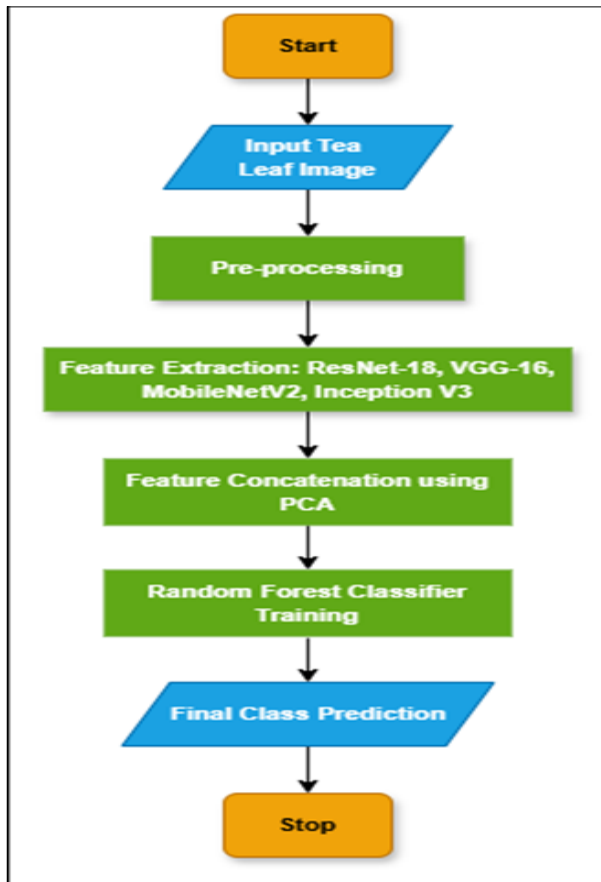 Start
Input Tea
Leaf Image
Pre-processing
Feature Extraction: ResNet-18, VGG-16,
MobileNetV2, Inception V3
Feature Concatenation using
PCA
Random Forest Classifier
Training
Final Class Prediction
Stop